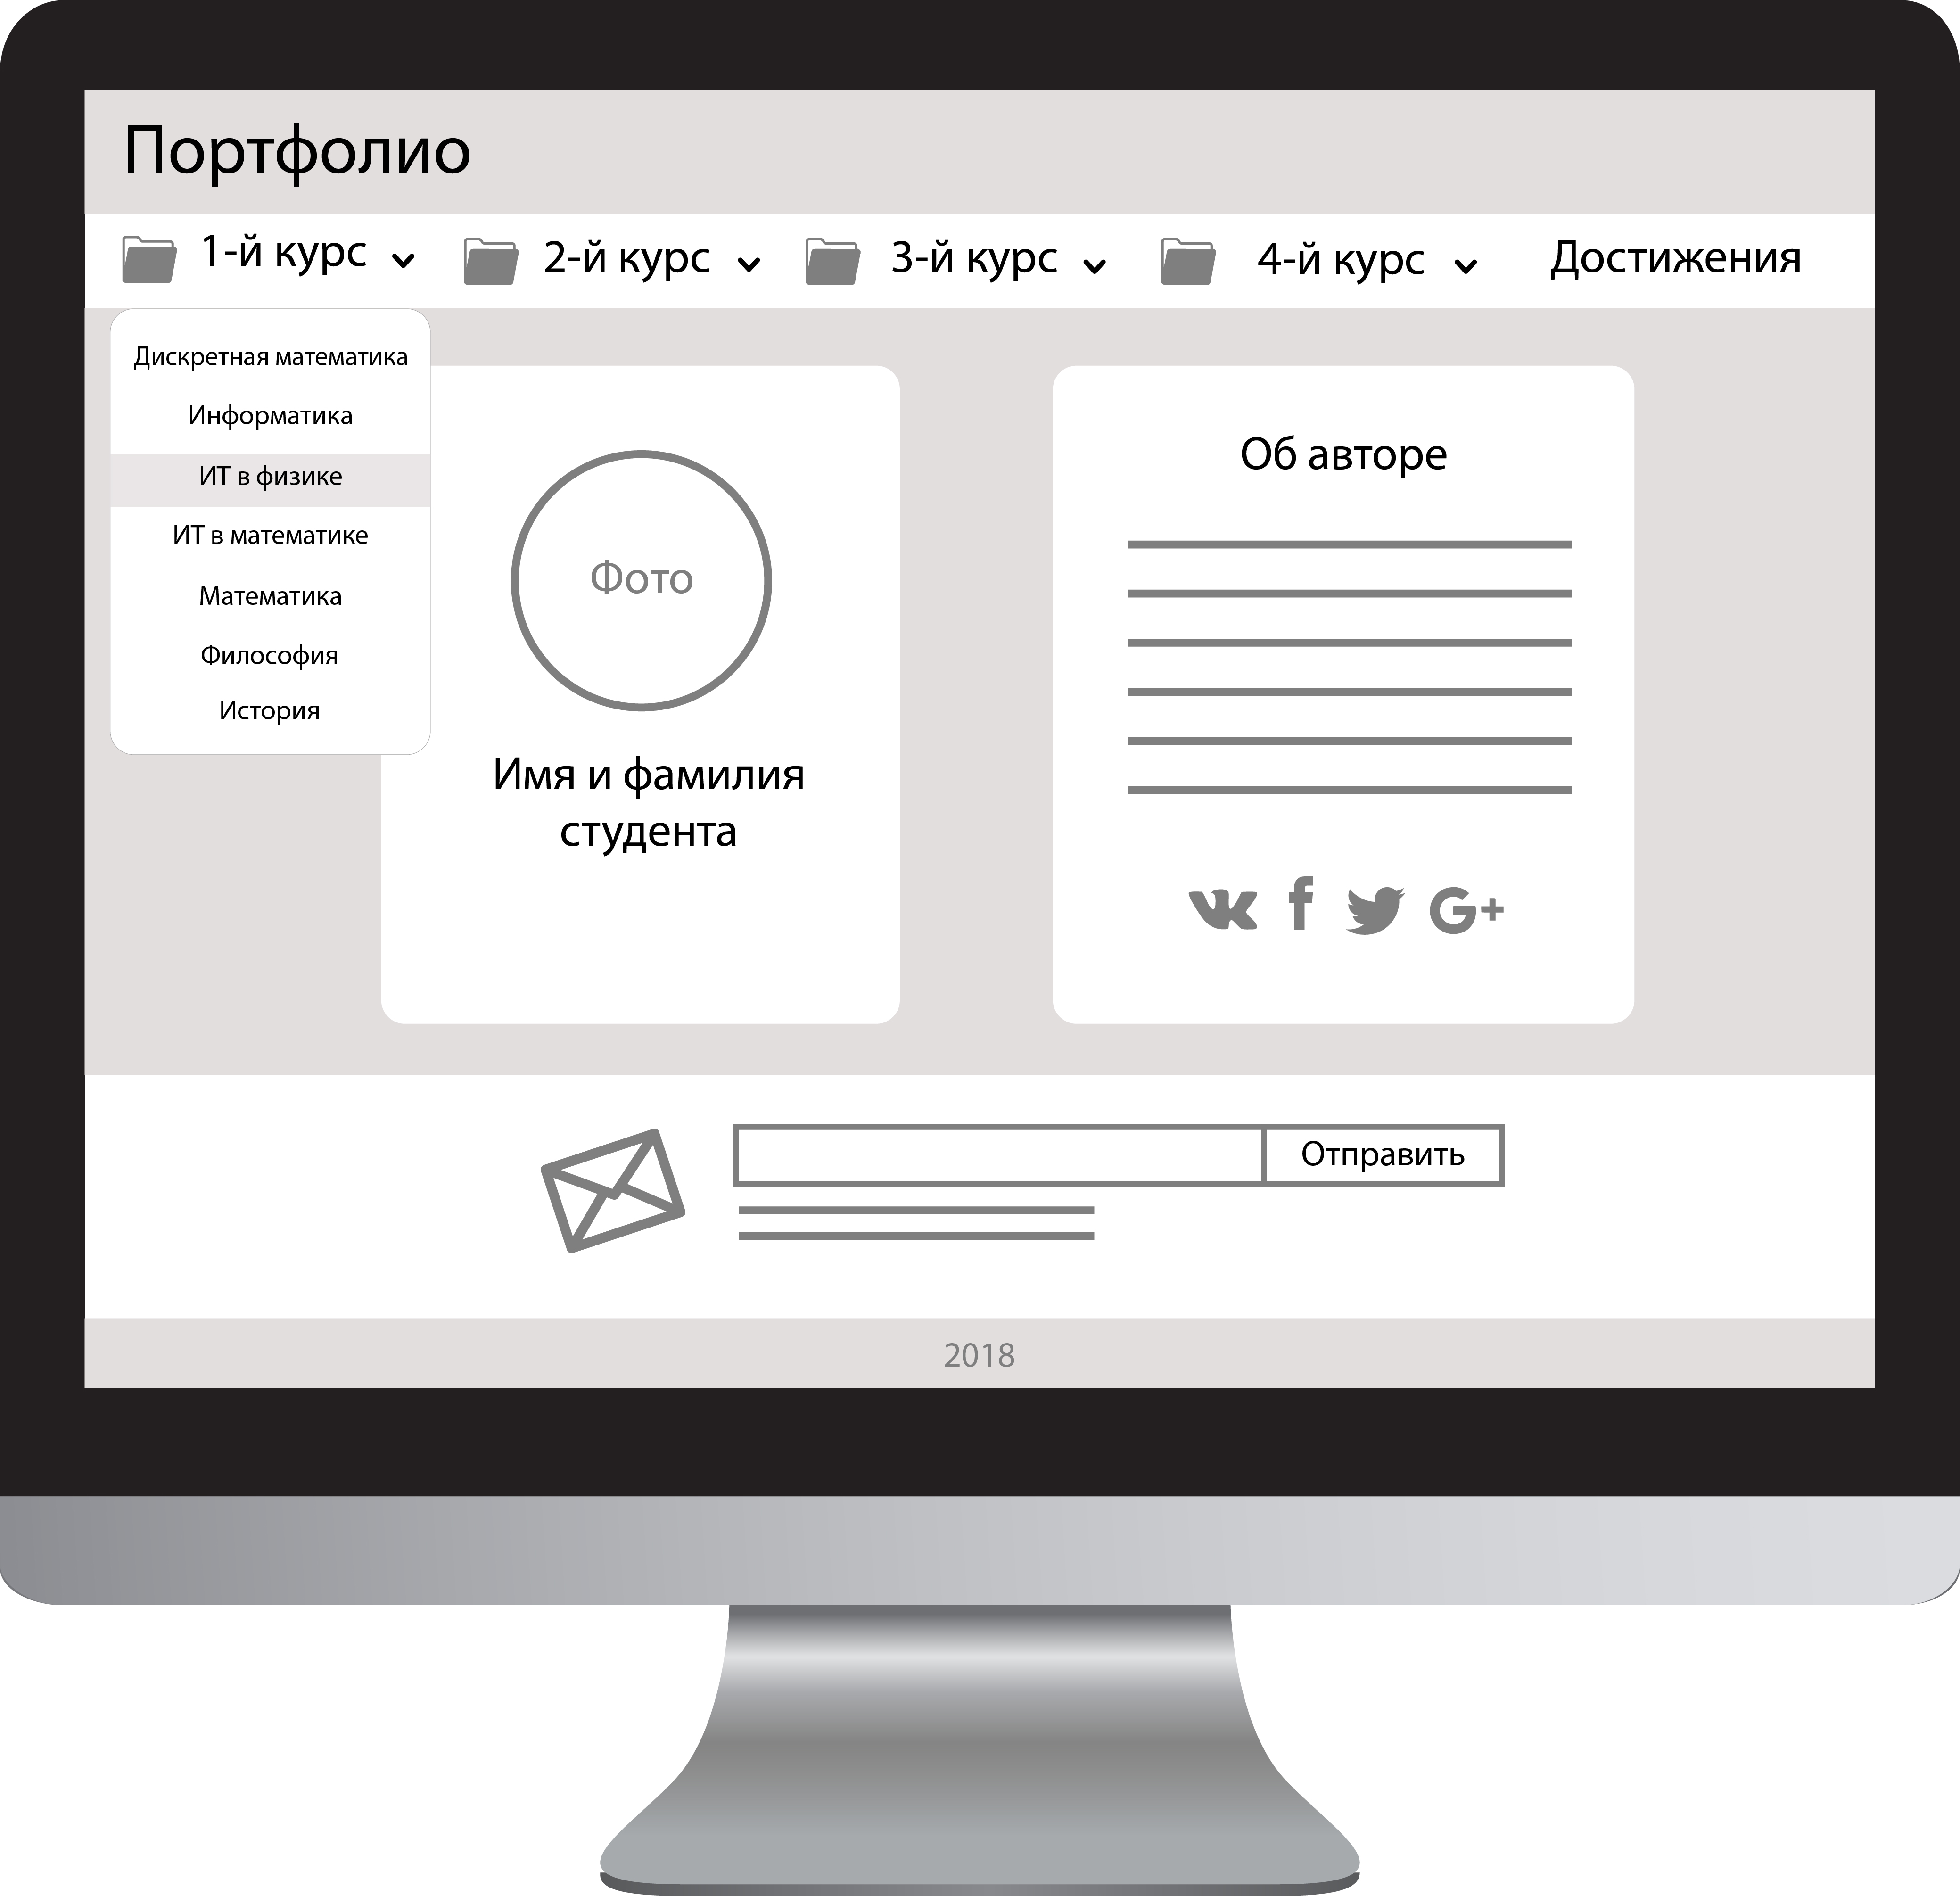 Портфолио
1-й курс
2-й курс
3-й курс
4-й курс
Достижения
Дискретная математика
Информатика
ИТ в физике
ИТ в математике
Математика
Философия
История
Фото
Имя и фамилия
студента
Об авторе
f
G+
Отправить
2018